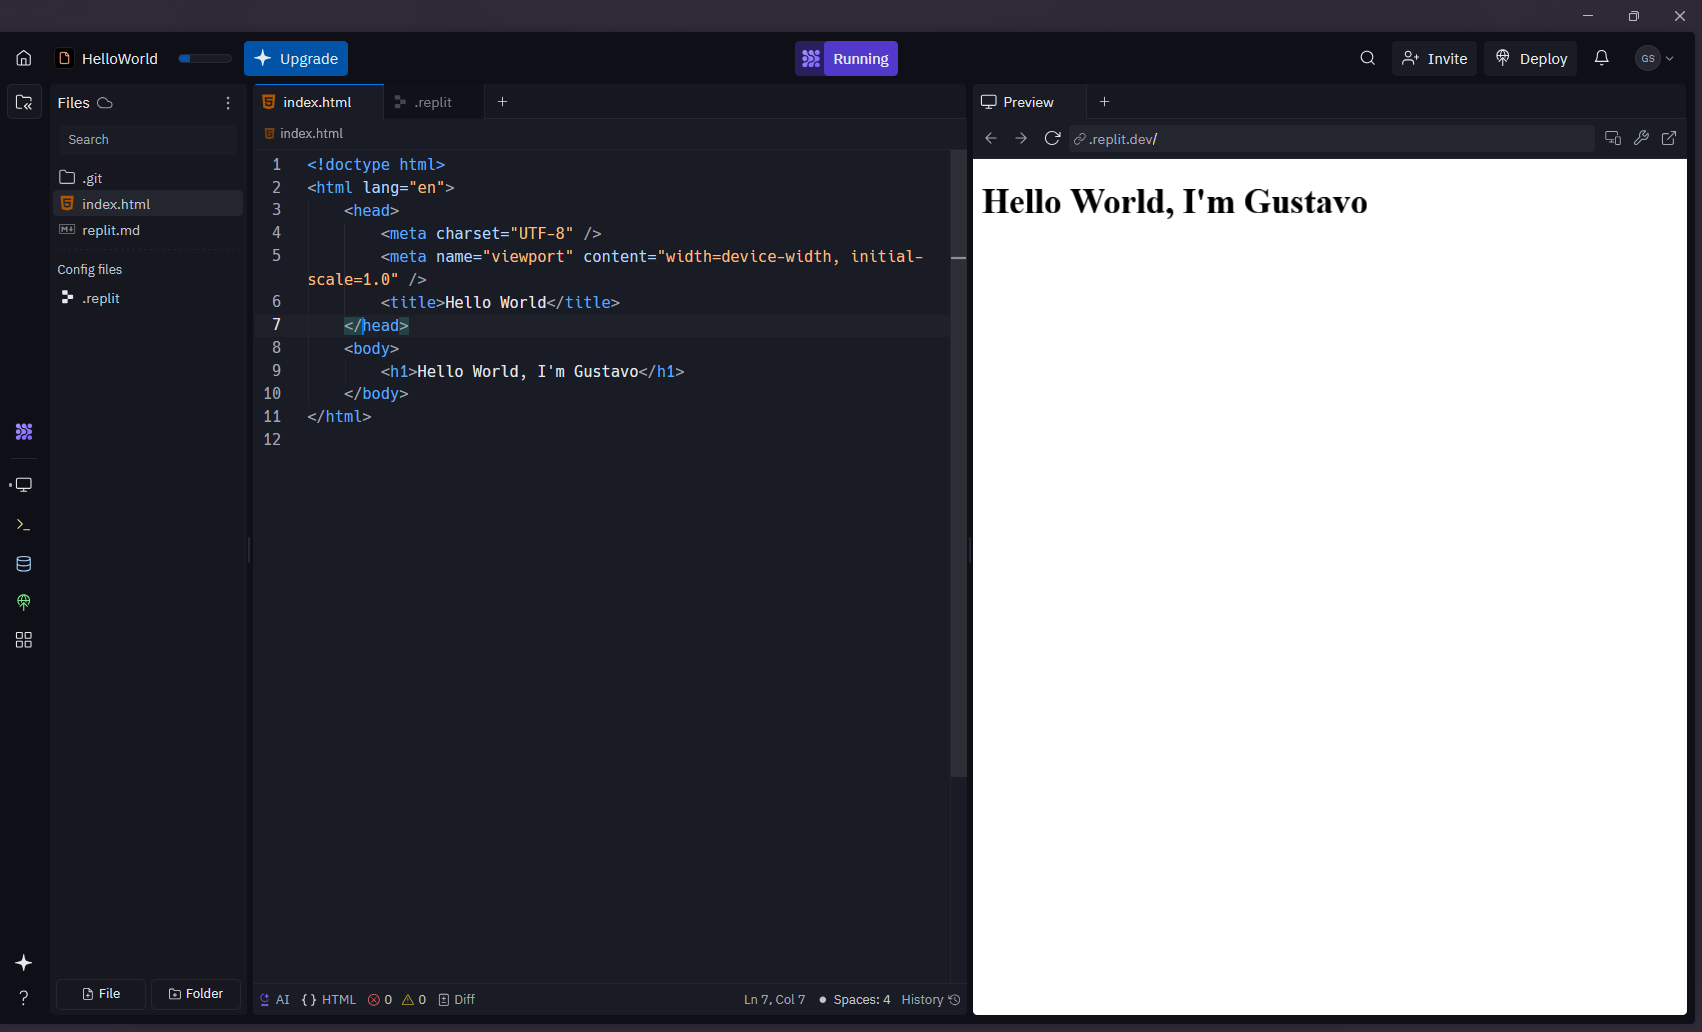 HelloWorld
Upgrade
Running
Invite
Deploy
GS
Files
index.html
.replit
Preview
Search
index.html
.replit.dev/
.git
index.html
replit.md
Config files
.replit
1 <!doctype html>
2 <html lang="en">
3 <head>
4 <meta charset="UTF-8" />
5 <meta name="viewport" content="width=device-width, initial-
scale=1.0" />
6 <title>Hello World</title>
7 </head>
8 <body>
9 <h1>Hello World, I'm Gustavo</h1>
10 </body>
11 </html>
12
Hello World, I'm Gustavo
File
Folder
AI
{} HTML
0
0
Diff
Ln 7, Col 7
Spaces: 4
History